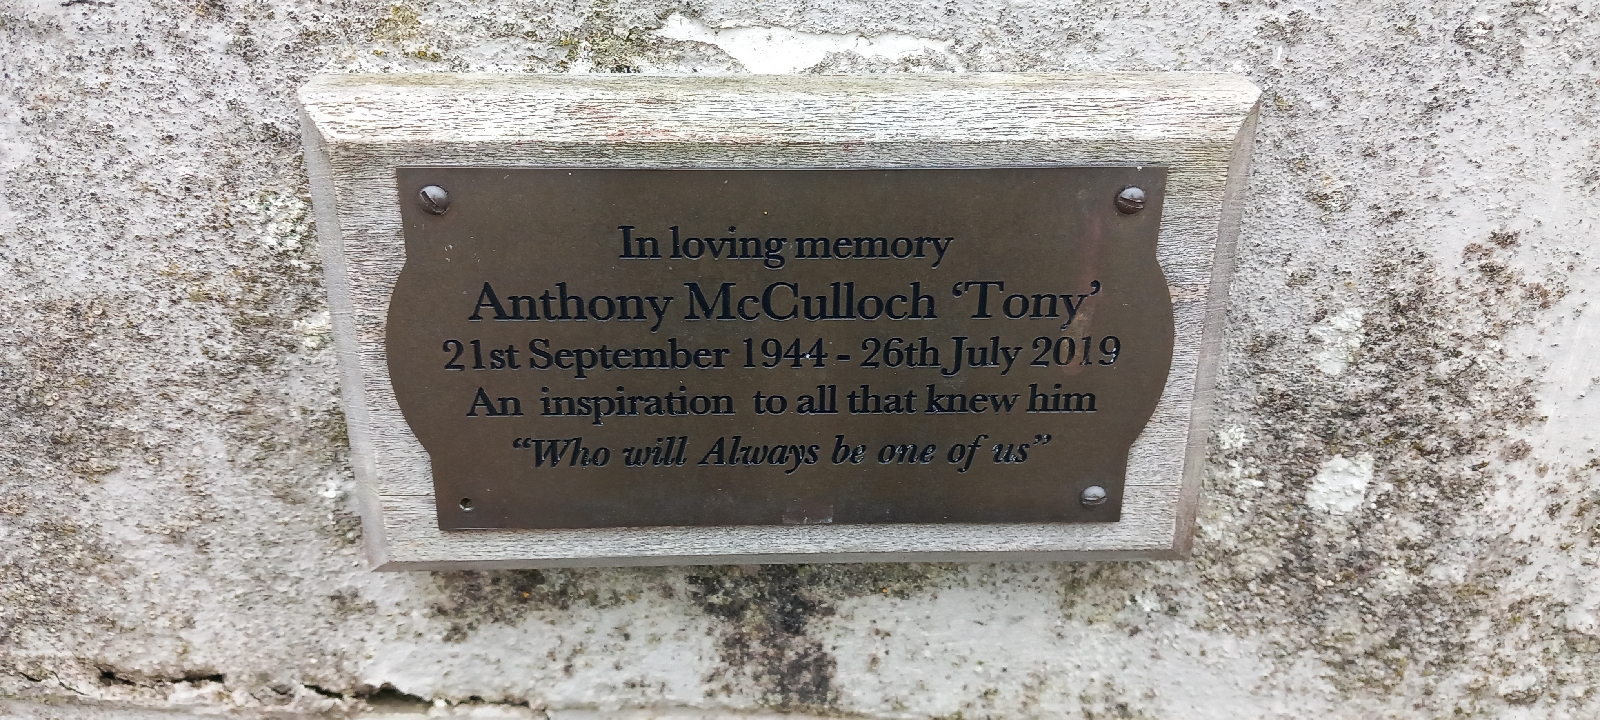 In loving memory
Anthony McCulloch ‘Tony’
21st September 1944 - 26th July 2019
An inspiration to all that knew him
“Who will Always be one of us”